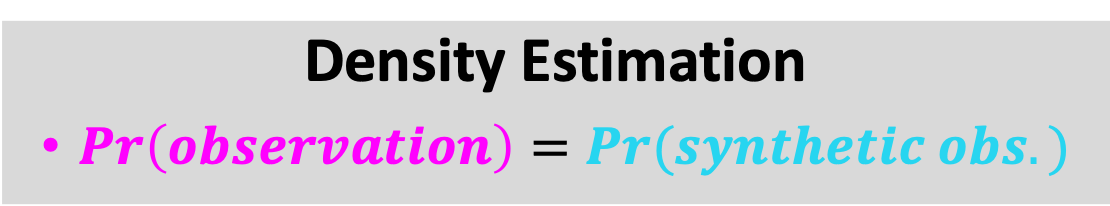 Density Estimation
• Pr(observation) = Pr(synthetic obs.)